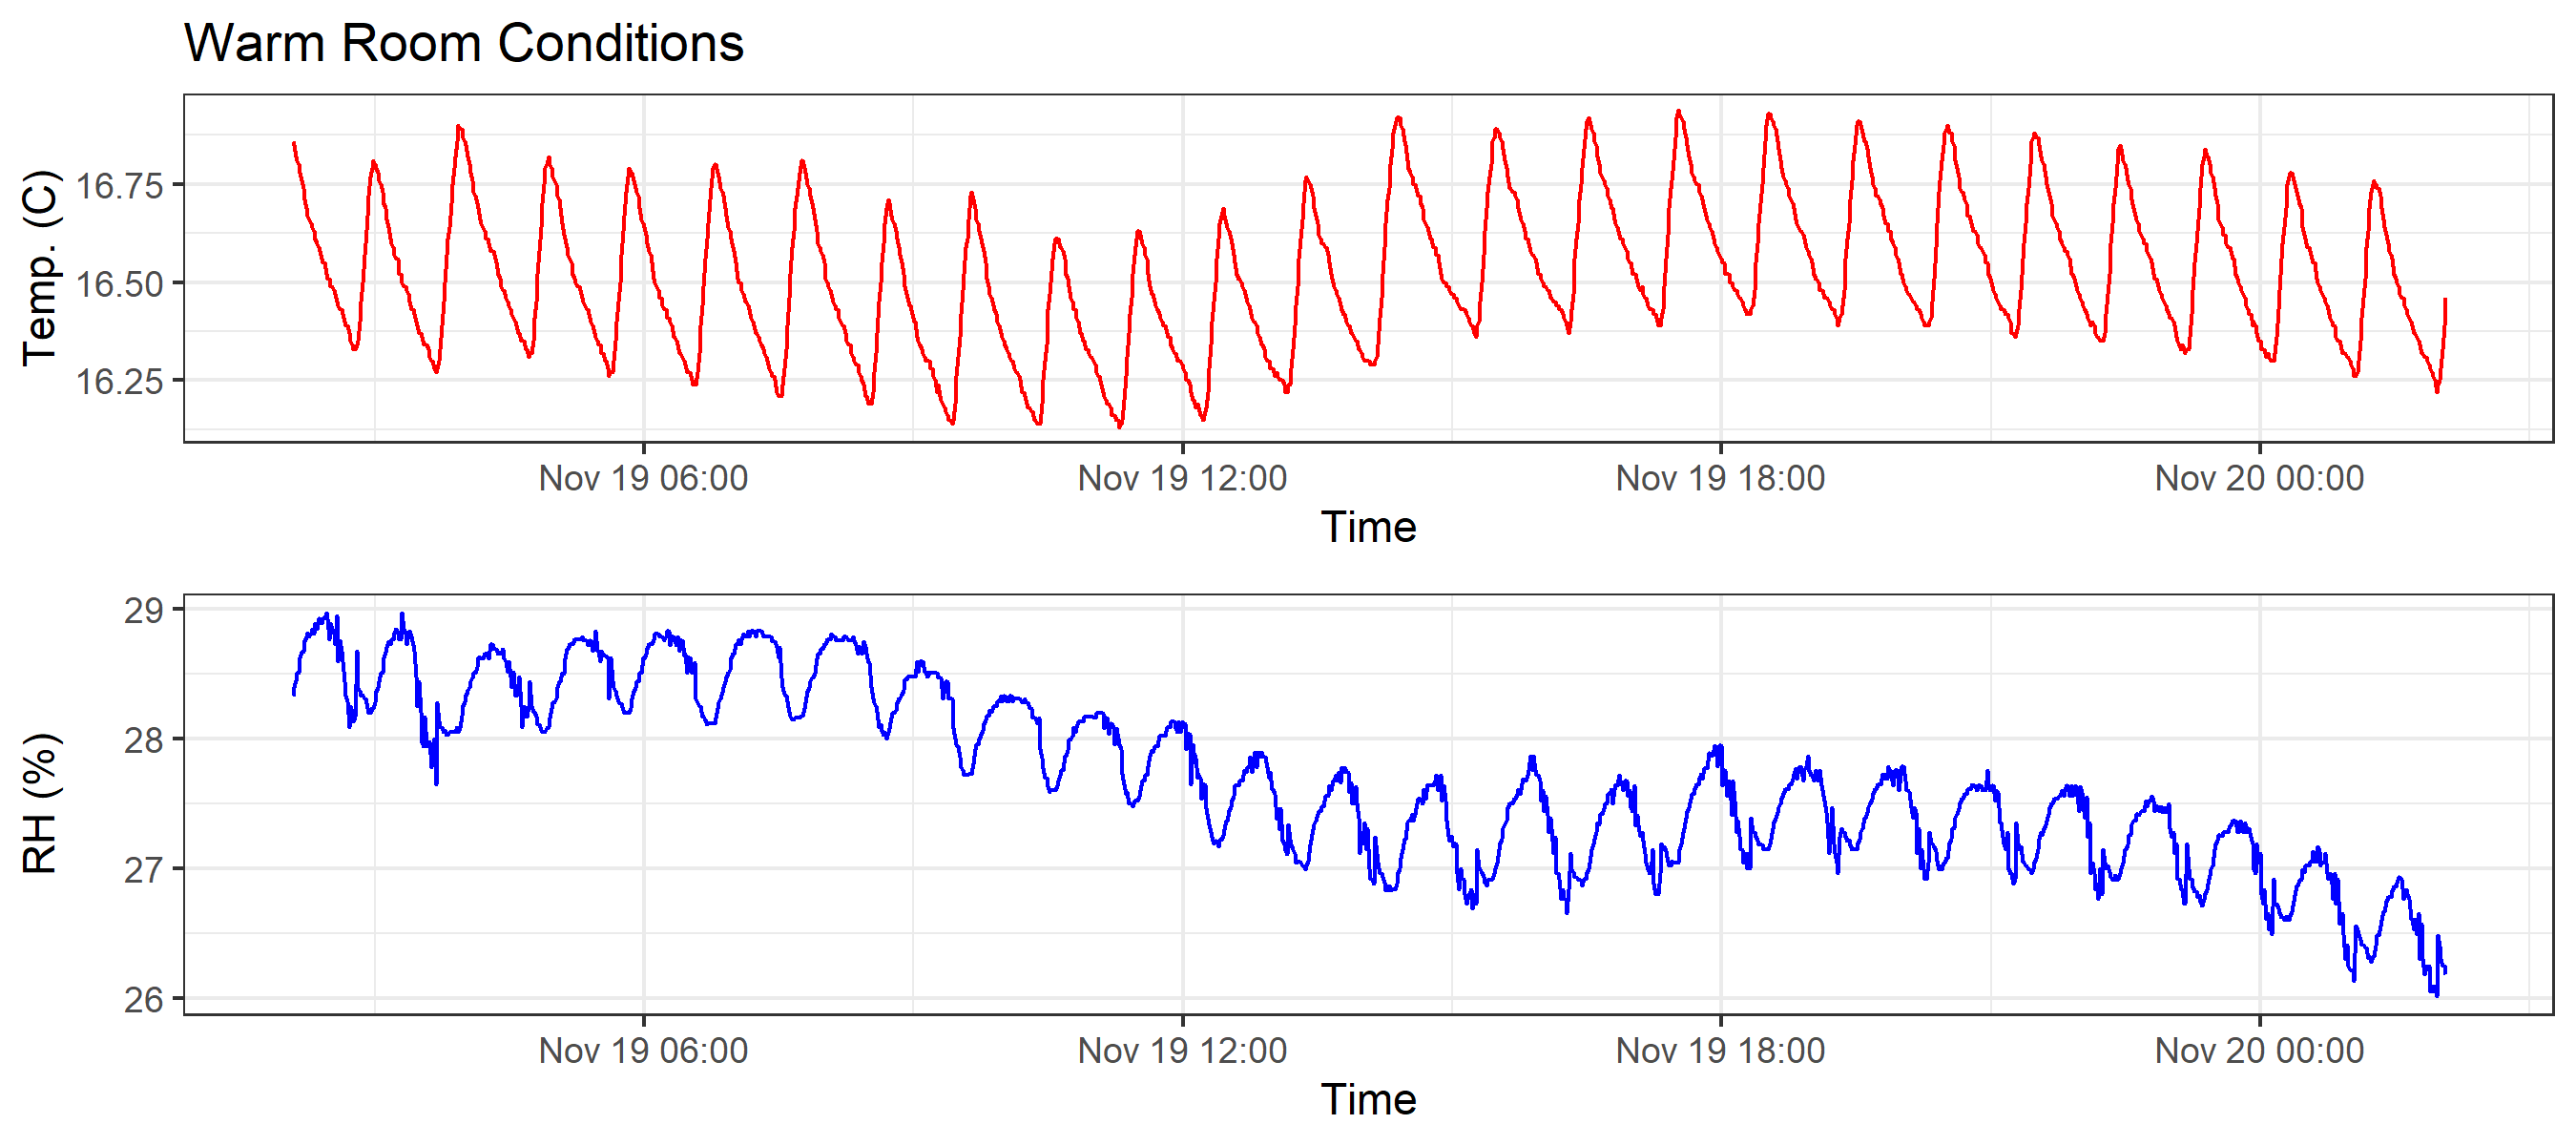 Warm Room Conditions
Temp. (C)
16.75
16.50
16.25
Nov 19 06:00 Nov 19 12:00 Nov 19 18:00 Nov 20 00:00
Time
RH (%)
29
28
27
26
Nov 19 06:00 Nov 19 12:00 Nov 19 18:00 Nov 20 00:00
Time